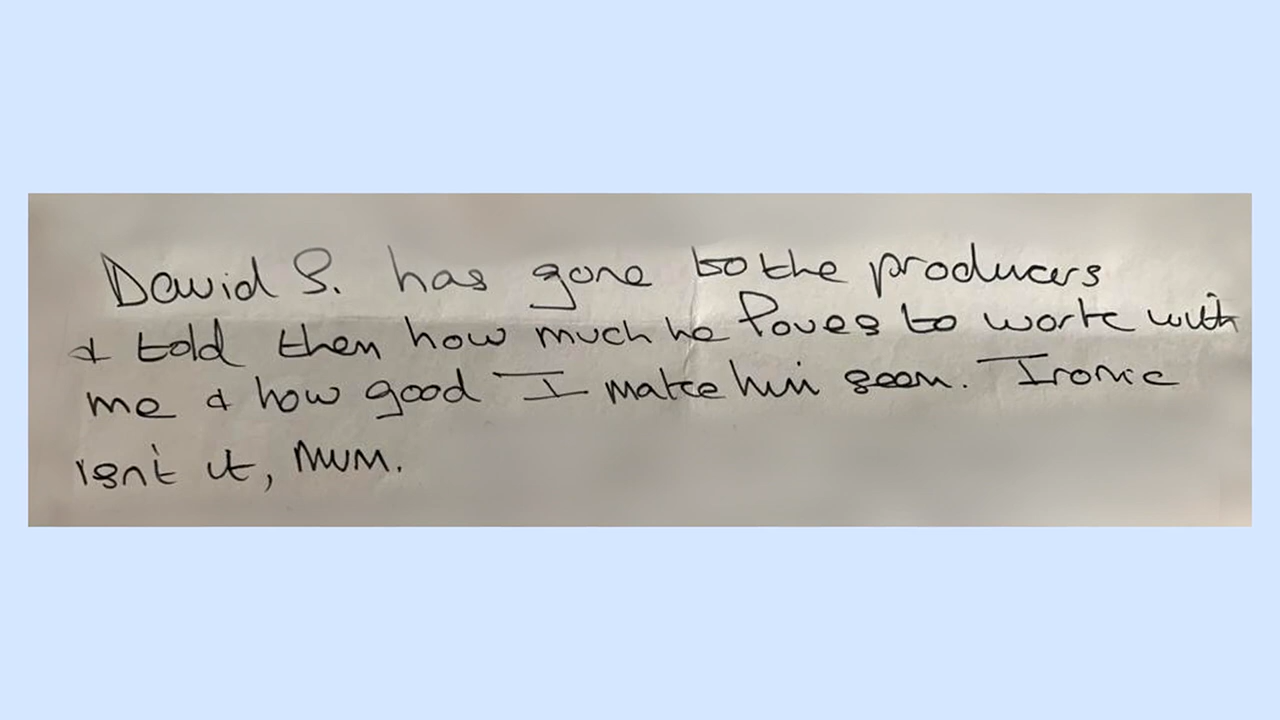 David S. has gone to the producers
& told them how much he loves to work with
me & how good I make him seem. Ironic
isn't it, Mum.